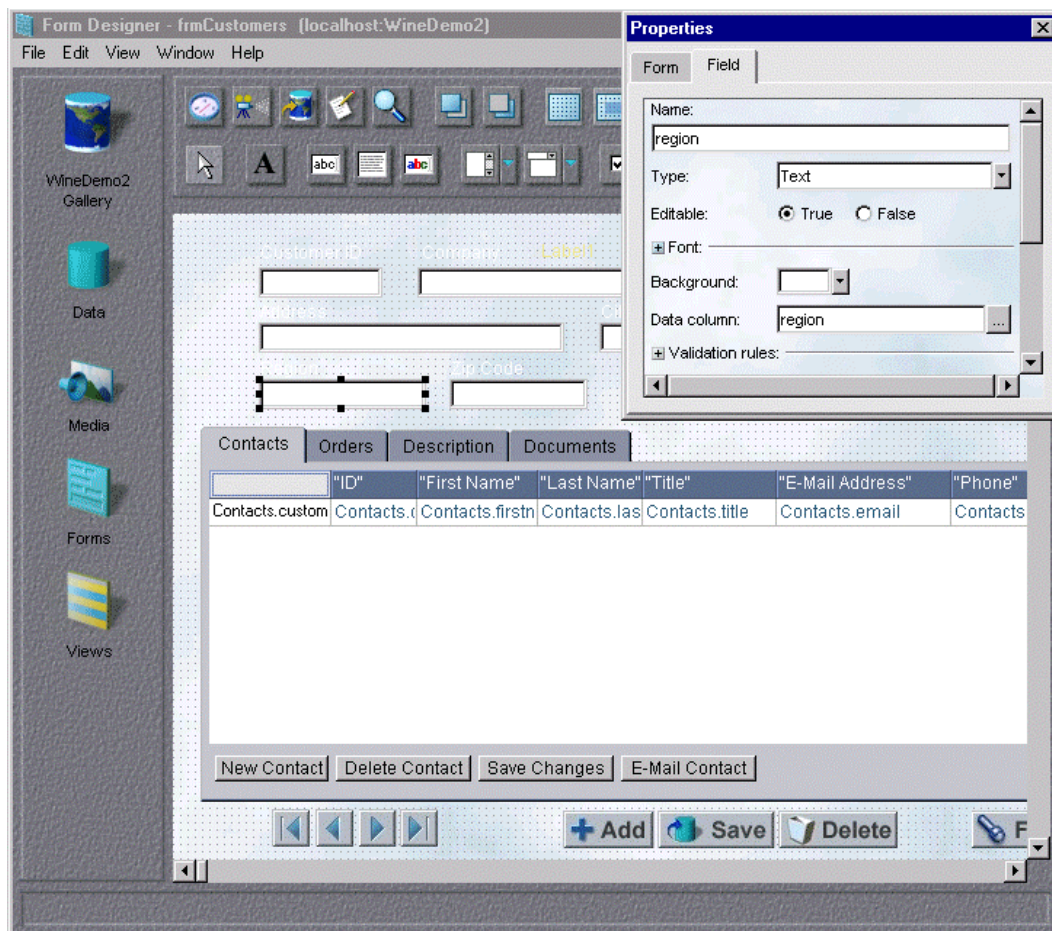 Form Designer - frmCustomers (localhost:WineDemo2)
File Edit View Window Help
Properties
Form Field
Name:
region
Type: Text
Editable: True False
Font:
Background:
Data column: region ...
Validation rules:
WineDemo2
Gallery
Data
Media
Forms
Views
A abc abc
Customer ID Company Label1
Address
Zip Code
Contacts Orders Description Documents
"ID" "First Name" "Last Name" "Title" "E-Mail Address" "Phone"
Contacts.custom Contacts. Contacts.firstn Contacts.las Contacts.title Contacts.email Contacts
New Contact Delete Contact Save Changes E-Mail Contact
Add Save Delete F